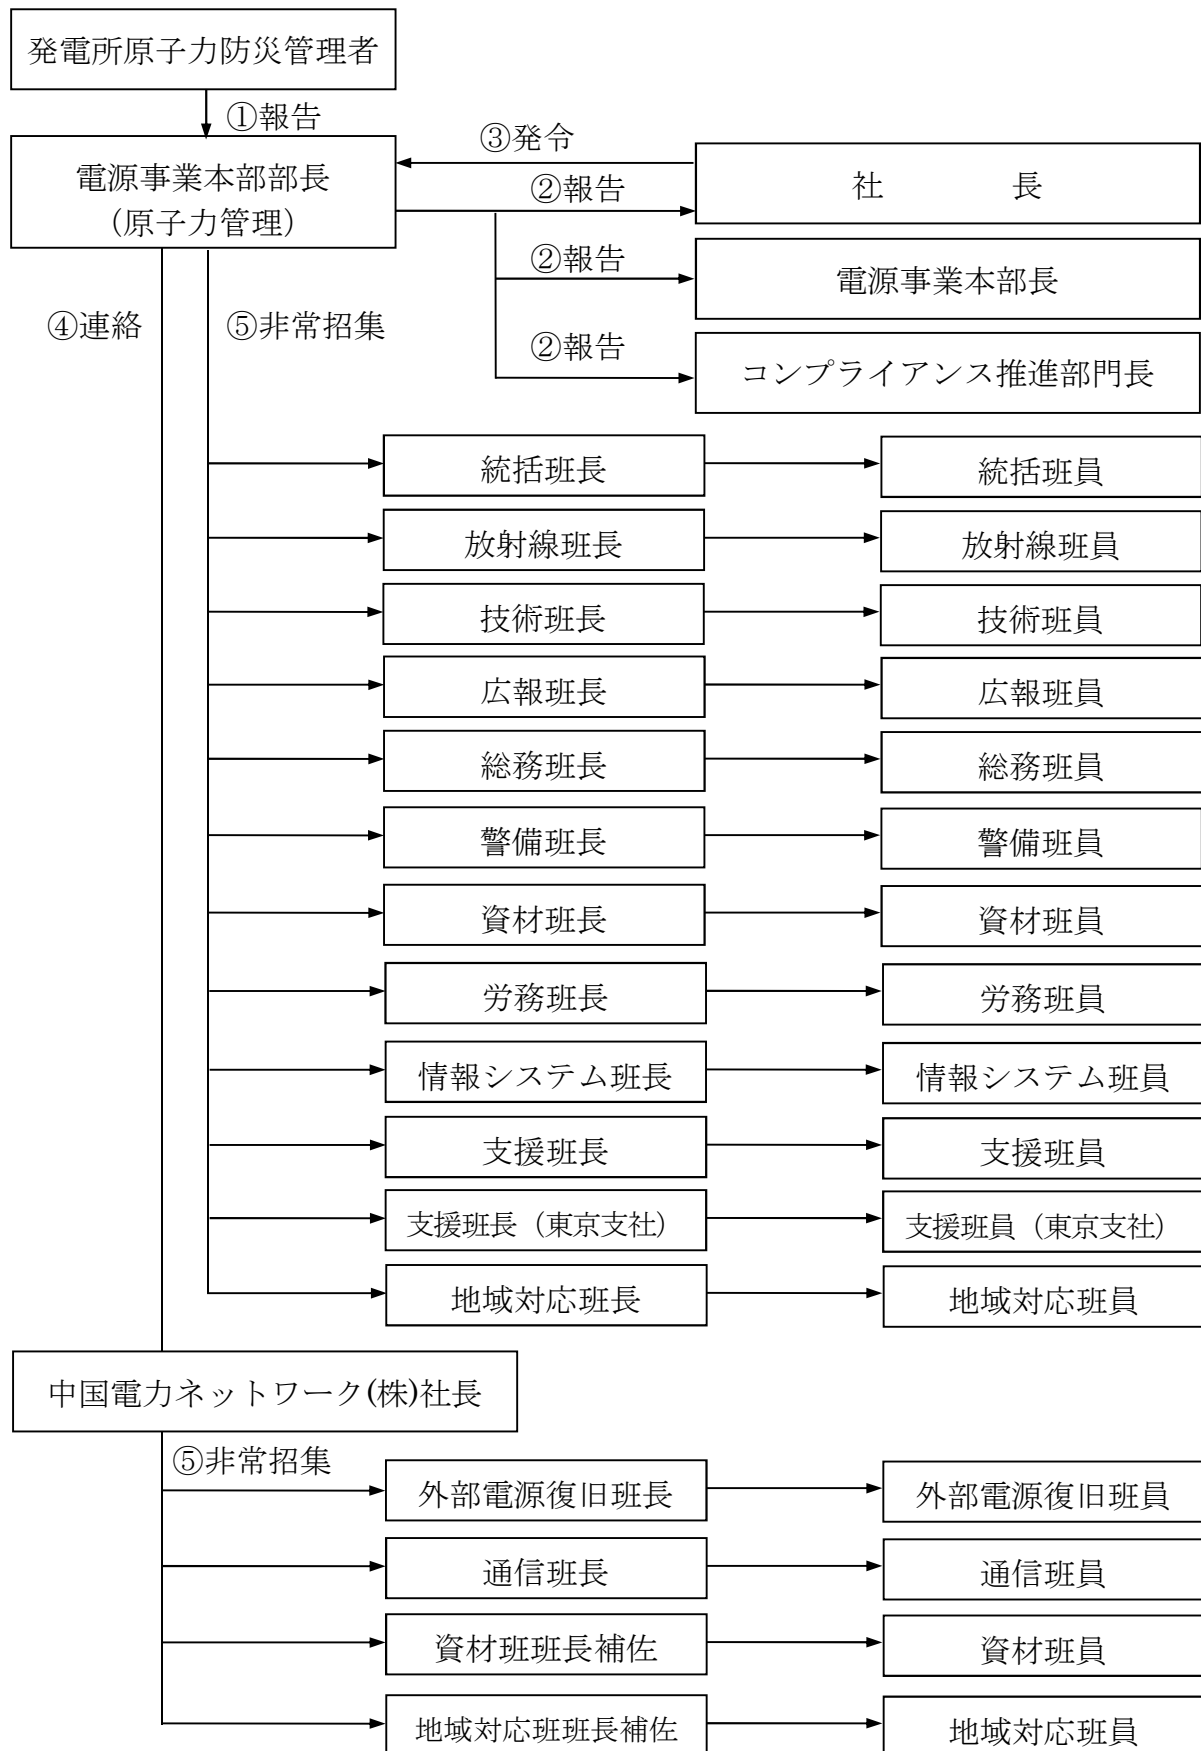 発電所原子力防災管理者
①報告
電源事業本部部長
(原子力管理)
③発令
②報告
社　　　　長
②報告
電源事業本部長
②報告
コンプライアンス推進部門長
④連絡
⑤非常招集
統括班長
統括班員
放射線班長
放射線班員
技術班長
技術班員
広報班長
広報班員
総務班長
総務班員
警備班長
警備班員
資材班長
資材班員
労務班長
労務班員
情報システム班長
情報システム班員
支援班長
支援班員
支援班長（東京支社）
支援班員（東京支社）
地域対応班長
地域対応班員
中国電力ネットワーク(株)社長
⑤非常招集
外部電源復旧班長
外部電源復旧班員
通信班長
通信班員
資材班班長補佐
資材班員
地域対応班班長補佐
地域対応班員